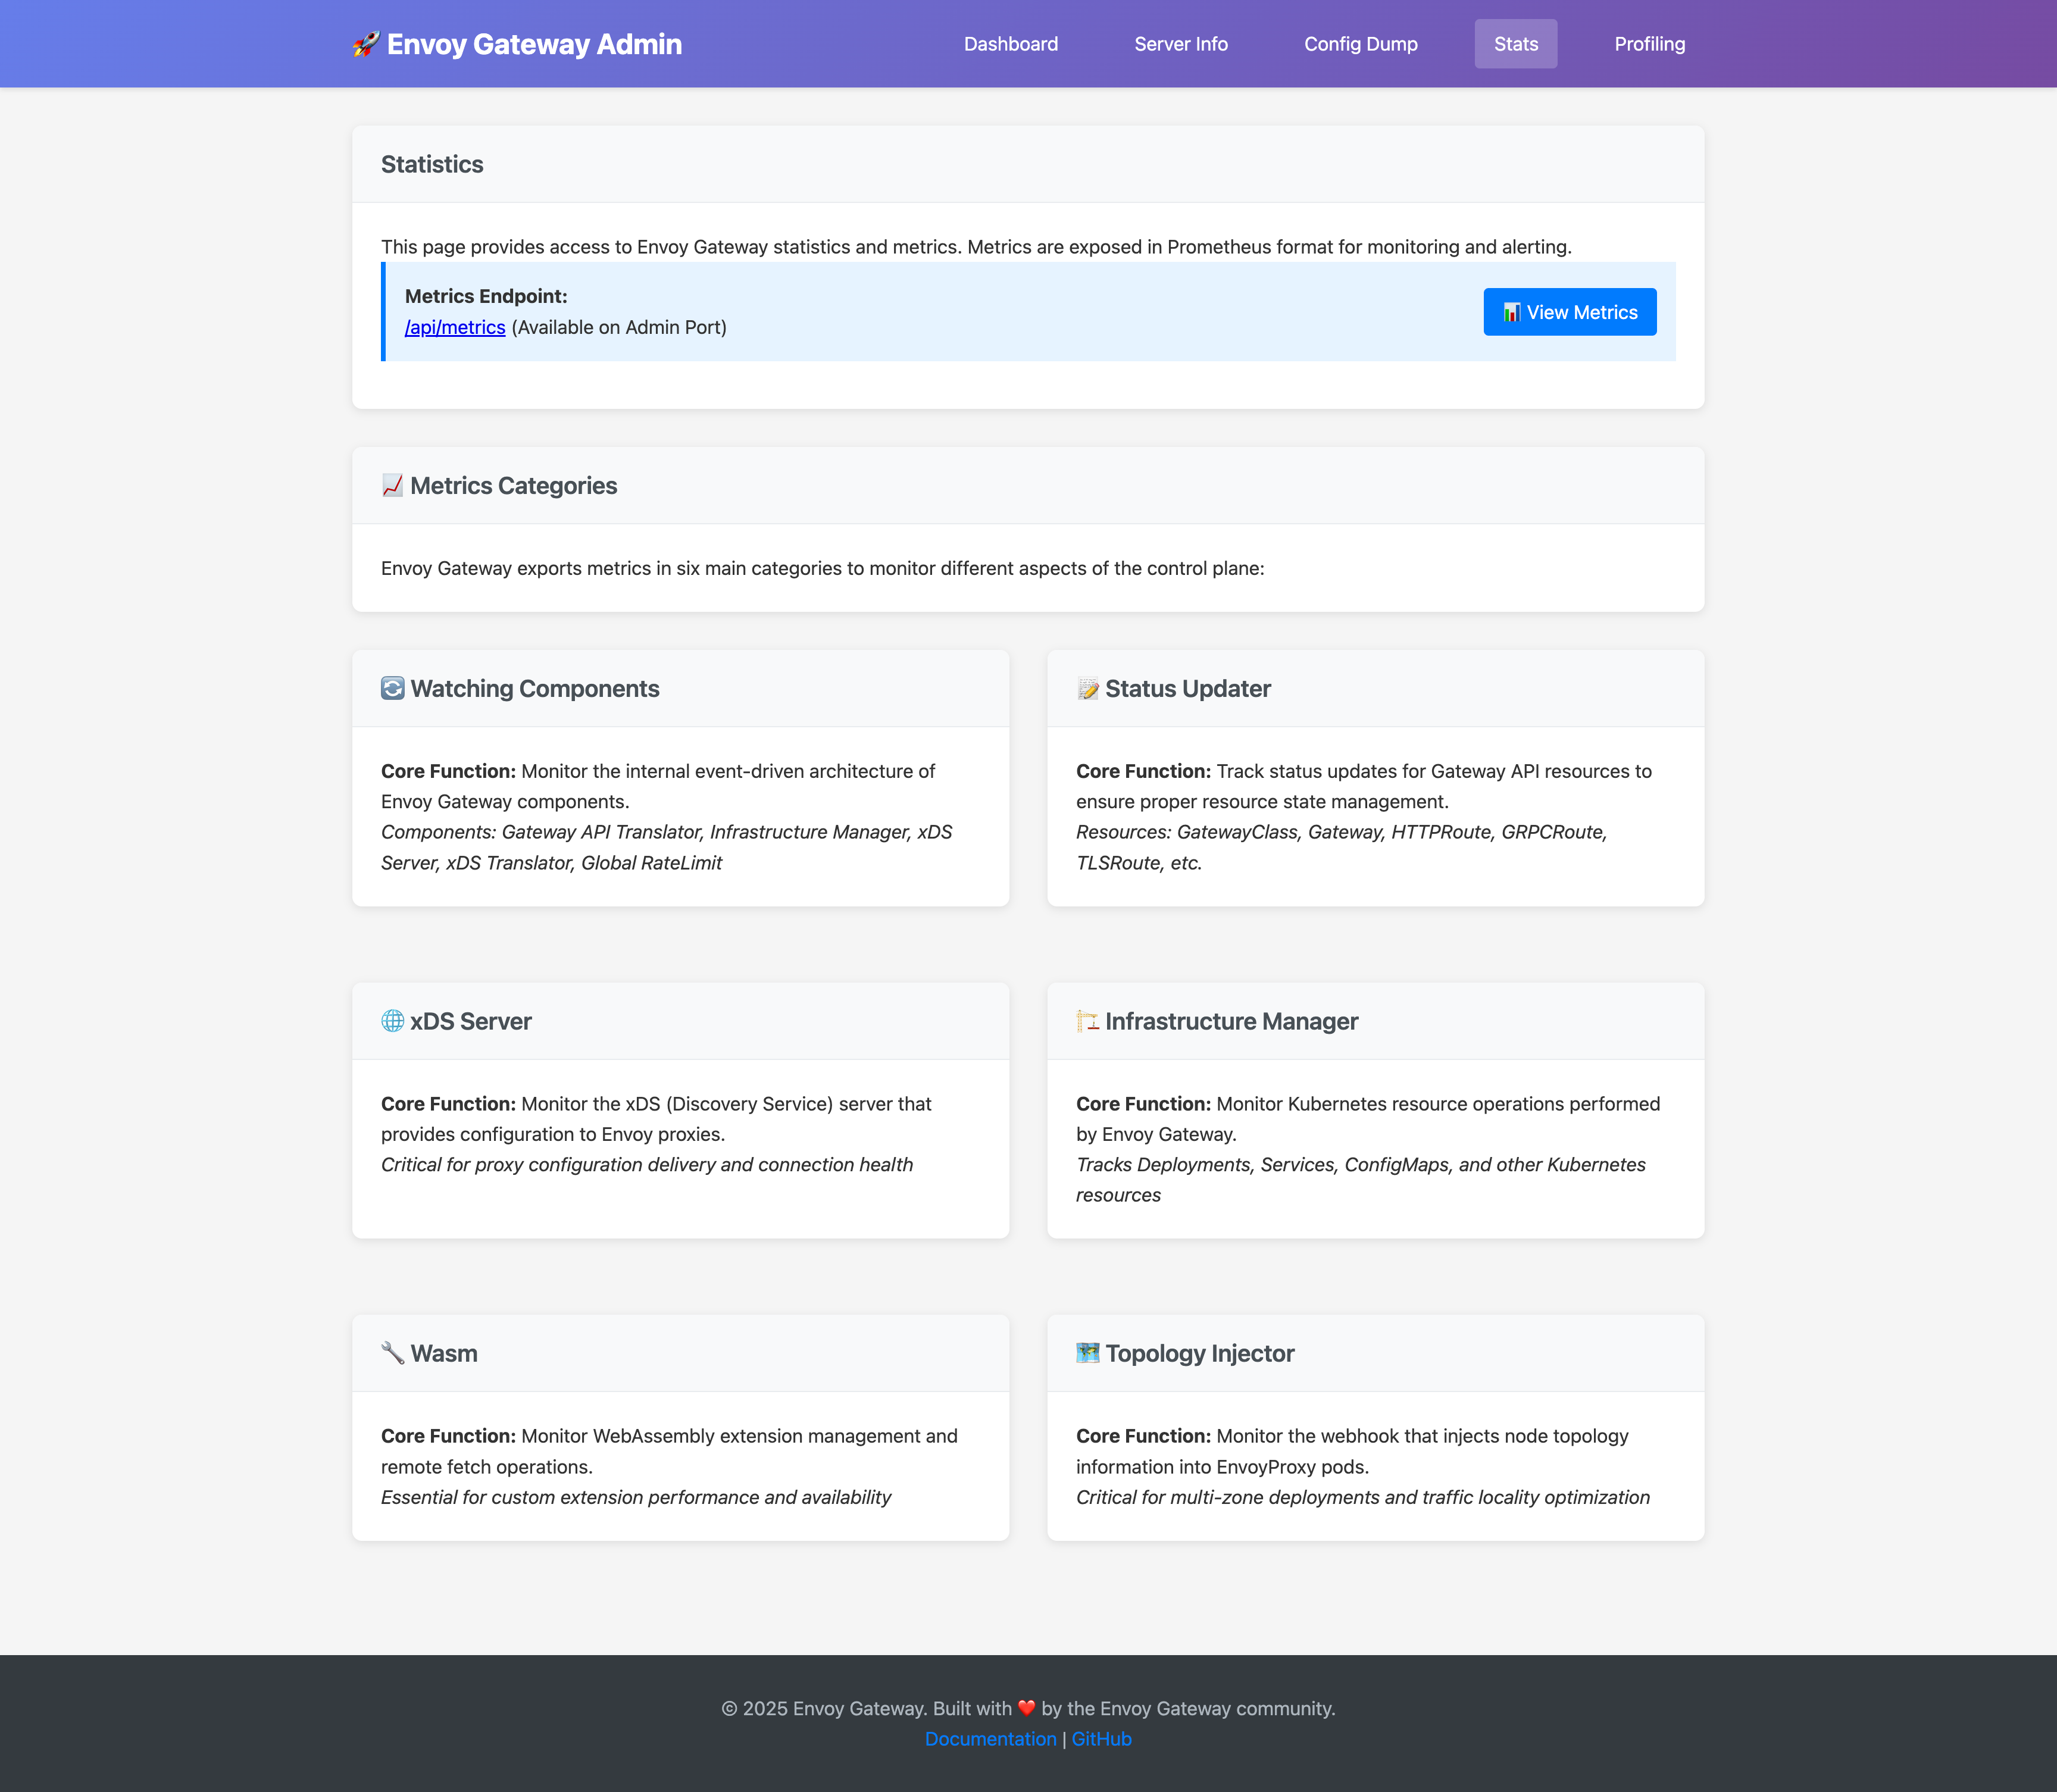 🚀 Envoy Gateway Admin
Dashboard
Server Info
Config Dump
Stats
Profiling
Statistics
This page provides access to Envoy Gateway statistics and metrics. Metrics are exposed in Prometheus format for monitoring and alerting.
Metrics Endpoint:
/api/metrics (Available on Admin Port)
📊 View Metrics
📈 Metrics Categories
Envoy Gateway exports metrics in six main categories to monitor different aspects of the control plane:
🔄 Watching Components
Core Function: Monitor the internal event-driven architecture of
Envoy Gateway components.
Components: Gateway API Translator, Infrastructure Manager, xDS
Server, xDS Translator, Global RateLimit
📝 Status Updater
Core Function: Track status updates for Gateway API resources to
ensure proper resource state management.
Resources: GatewayClass, Gateway, HTTPRoute, GRPCRoute,
TLSRoute, etc.
🌐 xDS Server
Core Function: Monitor the xDS (Discovery Service) server that
provides configuration to Envoy proxies.
Critical for proxy configuration delivery and connection health
🏗️ Infrastructure Manager
Core Function: Monitor Kubernetes resource operations performed
by Envoy Gateway.
Tracks Deployments, Services, ConfigMaps, and other Kubernetes
resources
🔧 Wasm
Core Function: Monitor WebAssembly extension management and
remote fetch operations.
Essential for custom extension performance and availability
🗺️ Topology Injector
Core Function: Monitor the webhook that injects node topology
information into EnvoyProxy pods.
Critical for multi-zone deployments and traffic locality optimization
© 2025 Envoy Gateway. Built with ❤️ by the Envoy Gateway community.
Documentation | GitHub